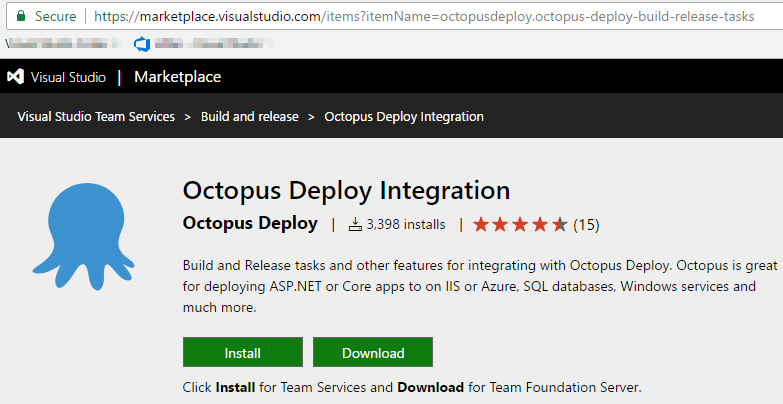 Secure | https://marketplace.visualstudio.com/items?itemName=octopusdeploy.octopus-deploy-build-release-tasks
Visual Studio | Marketplace
Visual Studio Team Services > Build and release > Octopus Deploy Integration
Octopus Deploy Integration
Octopus Deploy | 3,398 installs | (15)
Build and Release tasks and other features for integrating with Octopus Deploy. Octopus is great
for deploying ASP.NET or Core apps to on IIS or Azure, SQL databases, Windows services and
much more.
Install Download
Click Install for Team Services and Download for Team Foundation Server.